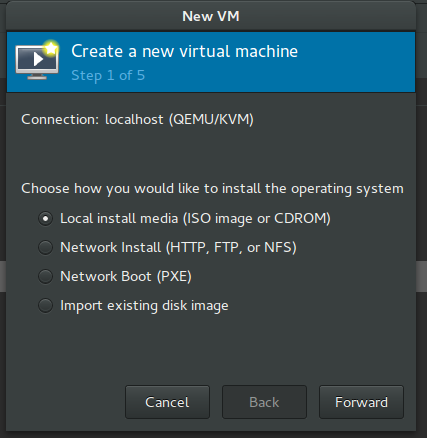 New VM
Create a new virtual machine
Step 1 of 5
Connection: localhost (QEMU/KVM)
Choose how you would like to install the operating system
Local install media (ISO image or CDROM)
Network Install (HTTP, FTP, or NFS)
Network Boot (PXE)
Import existing disk image
Cancel
Back
Forward